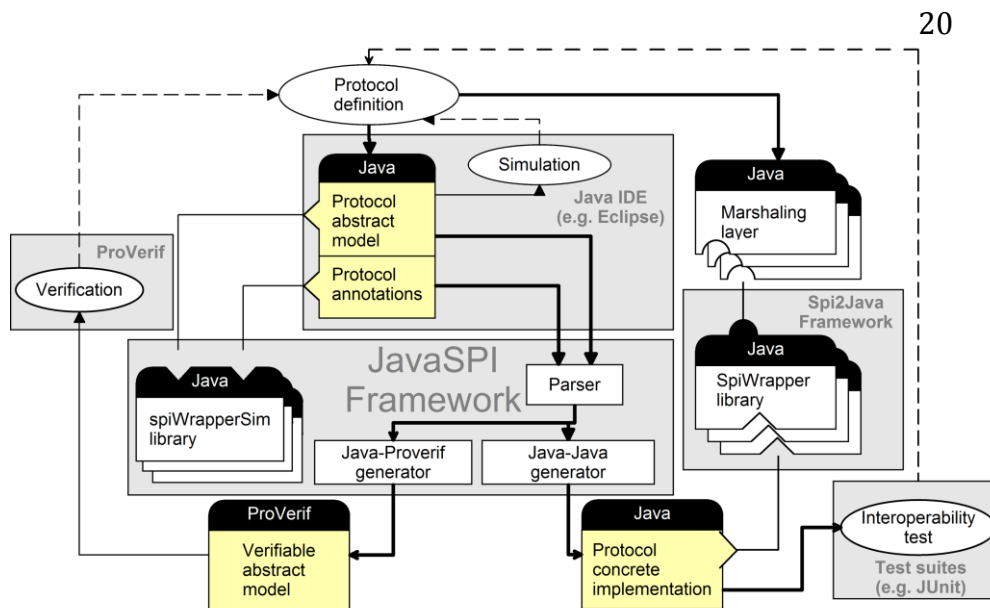 20
Protocol
definition
Java
Simulation
Java IDE
(e.g. Eclipse)
Protocol
abstract
model
Protocol
annotations
Java
Marshaling
layer
ProVerif
Verification
Spi2Java
Framework
Java
SpiWrapper
library
JavaSPI
Framework
Java
spiWrapperSim
library
Parser
Java-Proverif
generator
Java-Java
generator
ProVerif
Verifiable
abstract
model
Java
Protocol
concrete
implementation
Interoperability
test
Test suites
(e.g. JUnit)